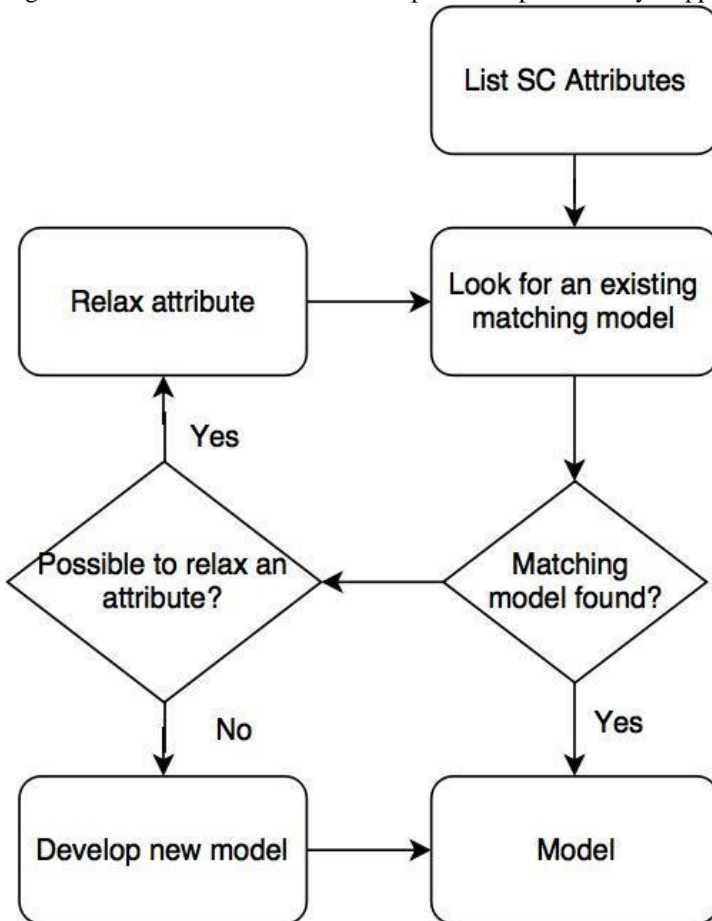 List SC Attributes
Relax attribute
Look for an existing
matching model
Yes
Possible to relax an
attribute?
Matching
model found?
No
Yes
Develop new model
Model